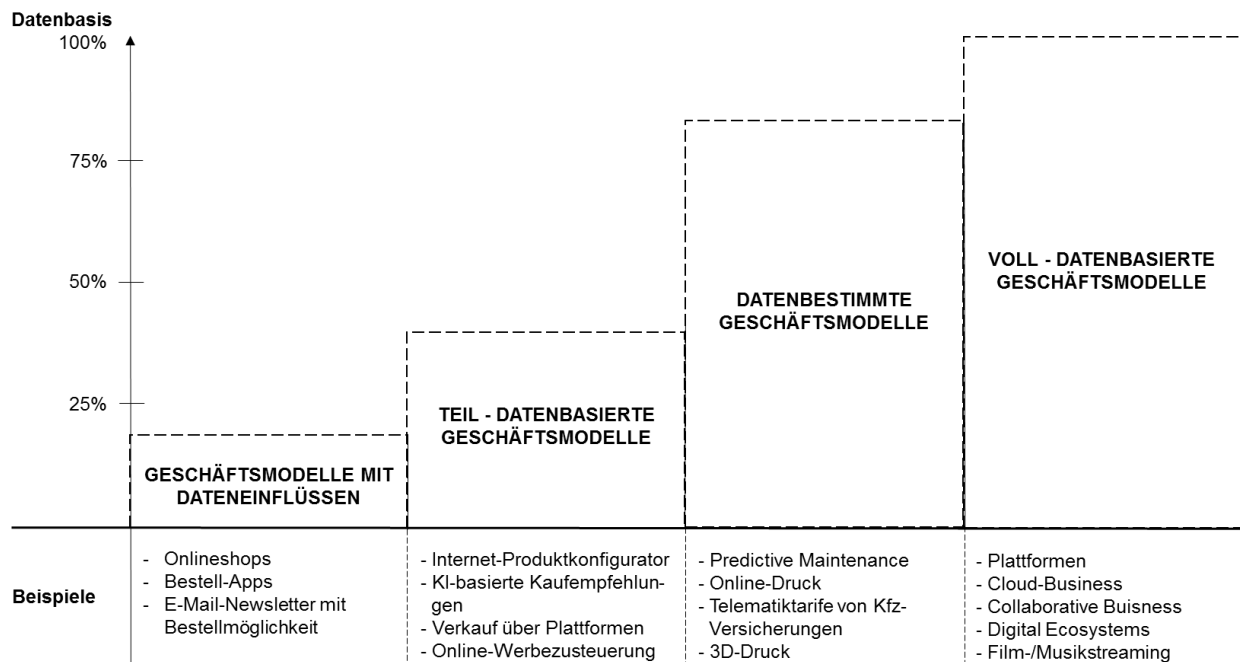 Datenbasis
100%
75%
50%
25%
GESCHÄFTSMODELLE MIT
DATENEINFLÜSSEN
TEIL - DATENBASIERTE
GESCHÄFTSMODELLE
DATENBESTIMMTE
GESCHÄFTSMODELLE
VOLL - DATENBASIERTE
GESCHÄFTSMODELLE
Beispiele
- Onlineshops
- Bestell-Apps
- E-Mail-Newsletter mit
Bestellmöglichkeit
- Internet-Produktkonfigurator
- KI-basierte Kaufempfehlun-
gen
- Verkauf über Plattformen
- Online-Werbezusteuerung
- Predictive Maintenance
- Online-Druck
- Telematiktarife von Kfz-
Versicherungen
- 3D-Druck
- Plattformen
- Cloud-Business
- Collaborative Buisness
- Digital Ecosystems
- Film-/Musikstreaming